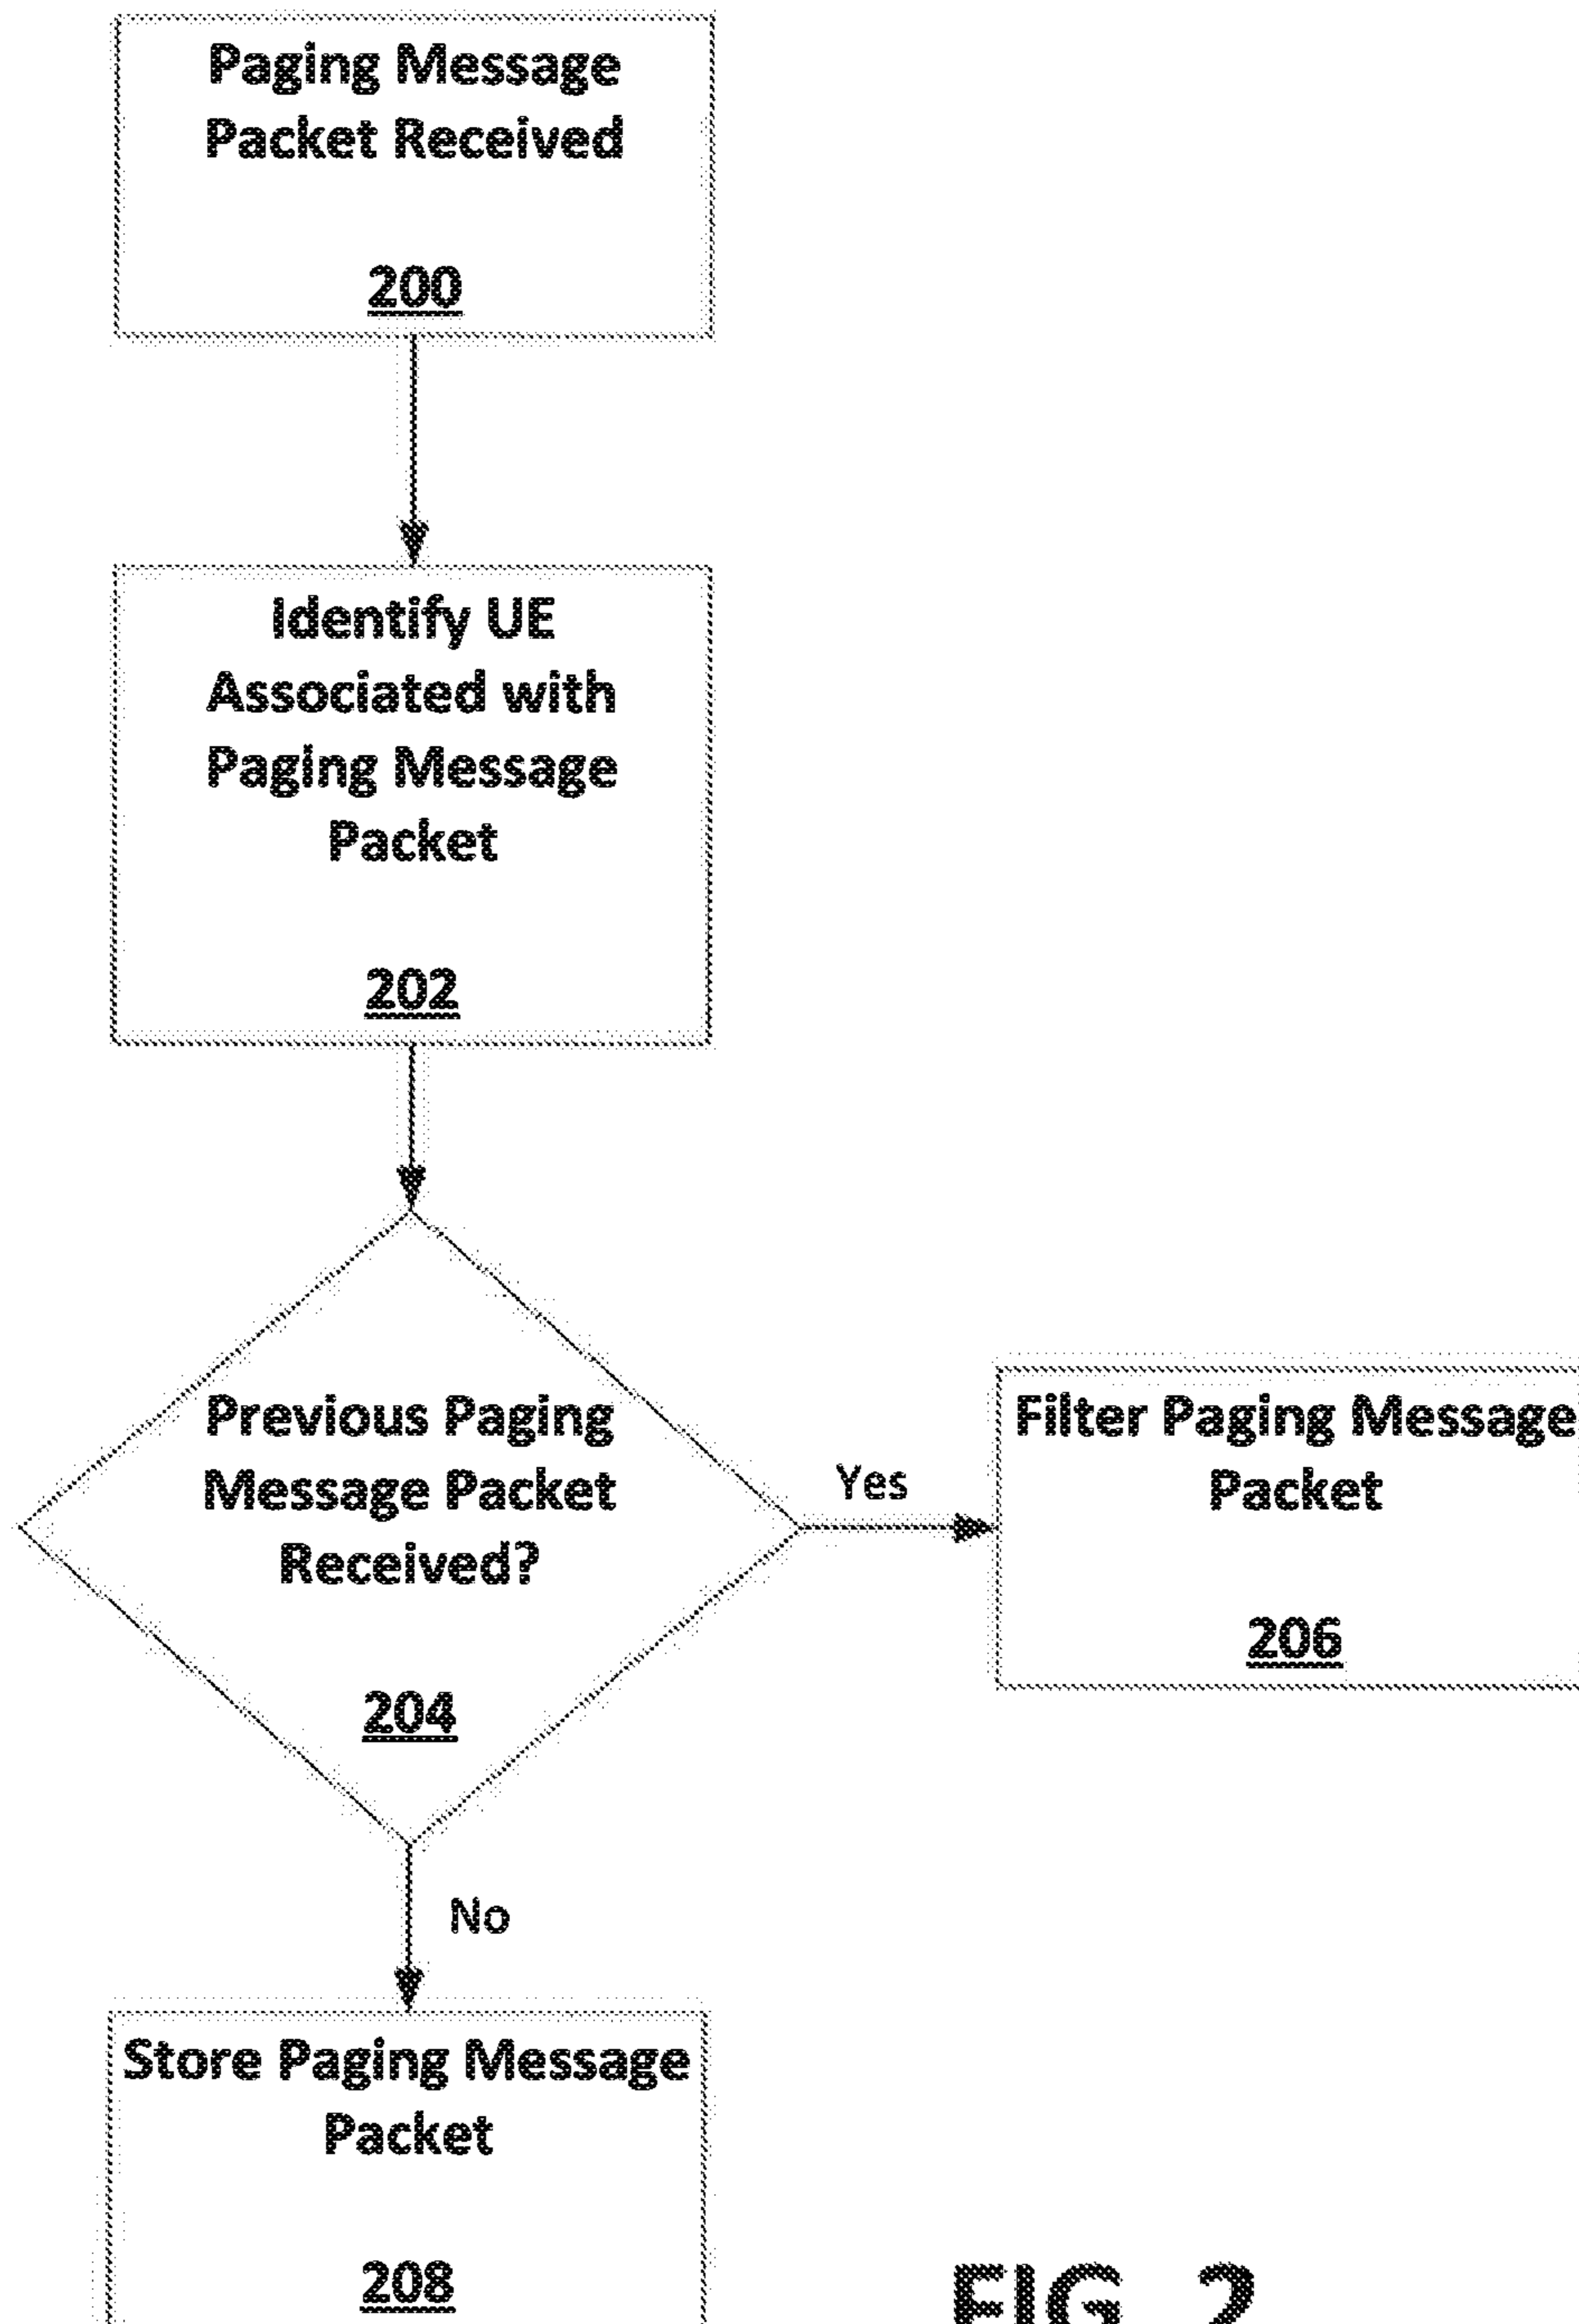 Paging Message
Packet Received
200
Identify UE
Associated with
Paging Message
Packet
202
Previous Paging
Message Packet
Received?
204
Yes
Filter Paging Message
Packet
206
No
Store Paging Message
Packet
208
FIG. 2